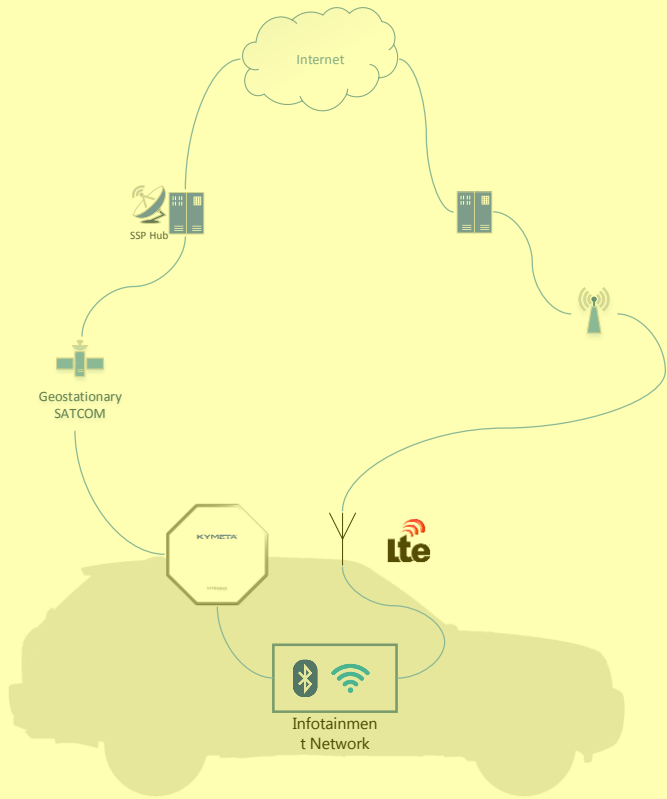 Internet
SSP Hub
Geostationary
SATCOM
KYMETA
Lte
Infotainmen
t Network